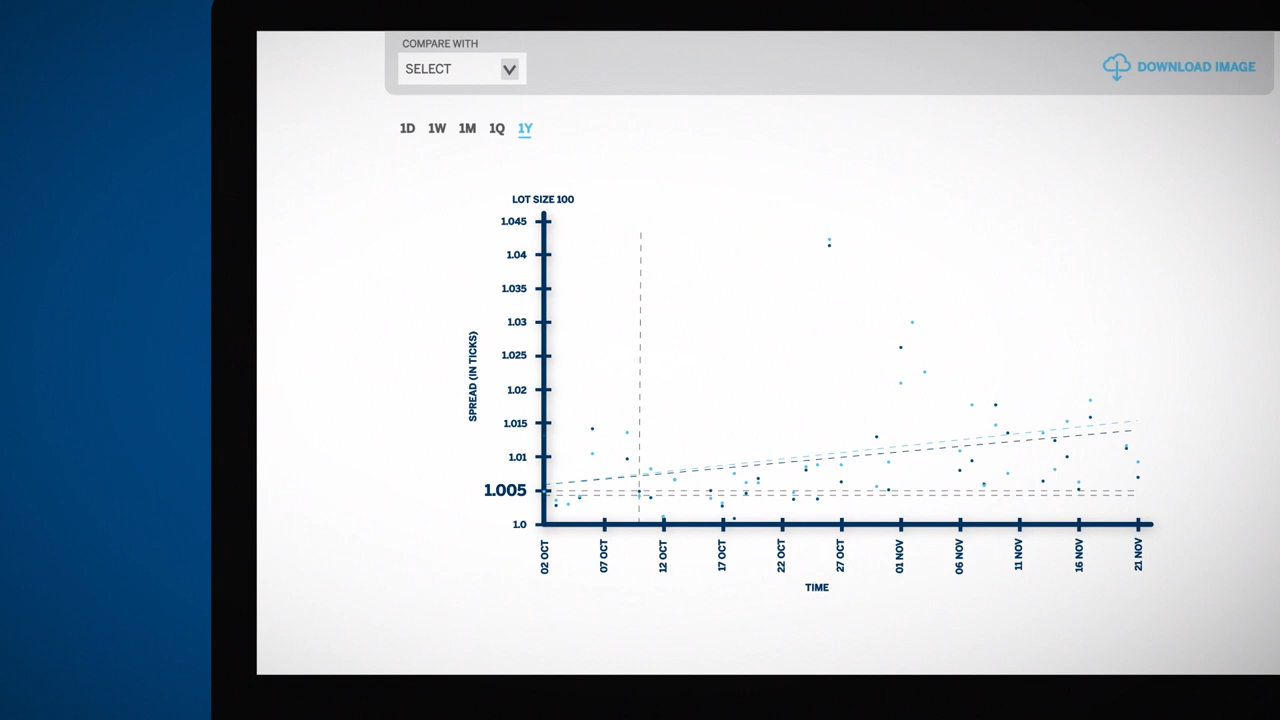 COMPARE WITH
SELECT
DOWNLOAD IMAGE
1D 1W 1M 1Q 1Y
LOT SIZE 100
1.045
1.04
1.035
1.03
1.025
1.02
1.015
1.01
1.005
1.0
SPREAD (IN TICKS)
02 OCT
07 OCT
12 OCT
17 OCT
22 OCT
27 OCT
01 NOV
06 NOV
11 NOV
16 NOV
21 NOV
TIME